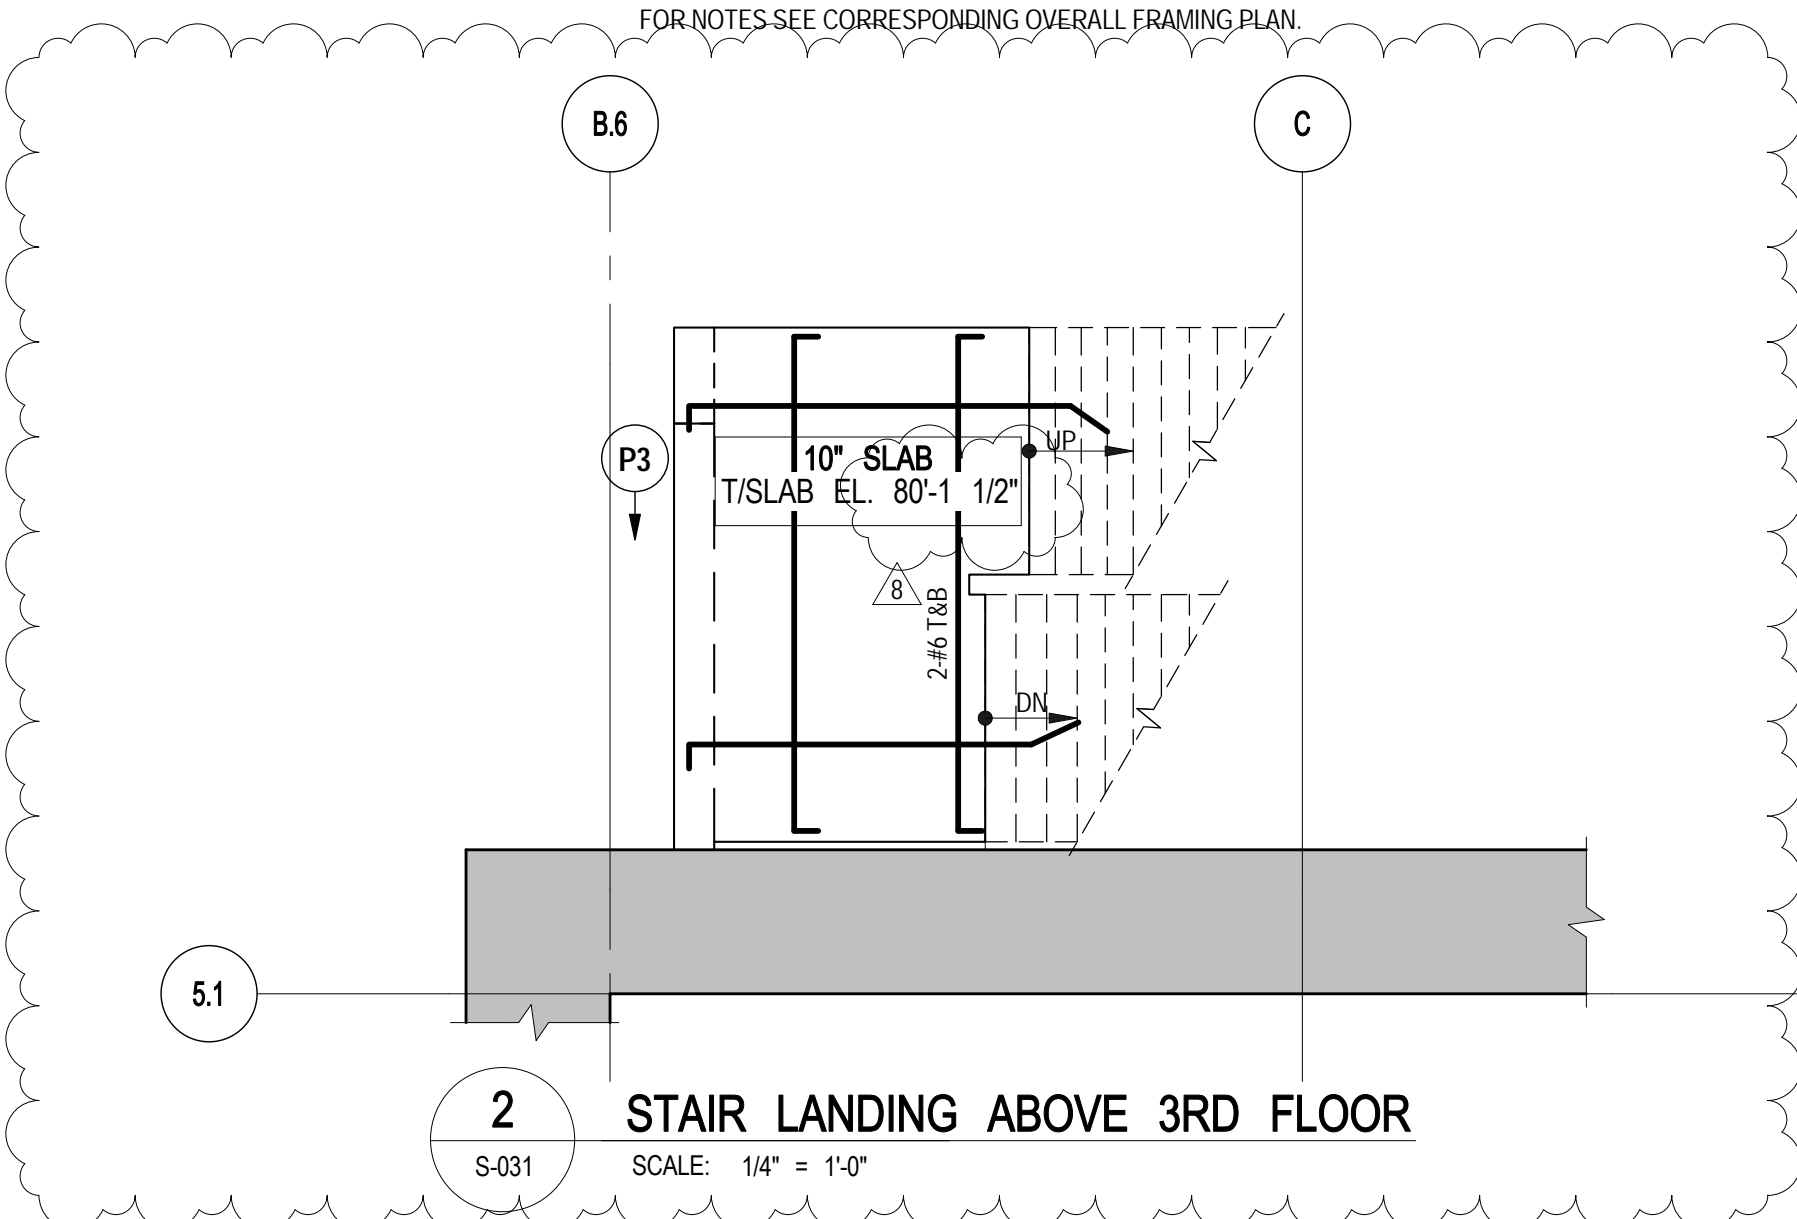 FOR NOTES SEE CORRESPONDING OVERALL FRAMING PLAN.
B.6
C
P3
UP
10" SLAB
T/SLAB EL. 80'-1 1/2"
8
2-#6 T&B
DN
5.1
2
S-031
STAIR LANDING ABOVE 3RD FLOOR
SCALE: 1/4" = 1'-0"